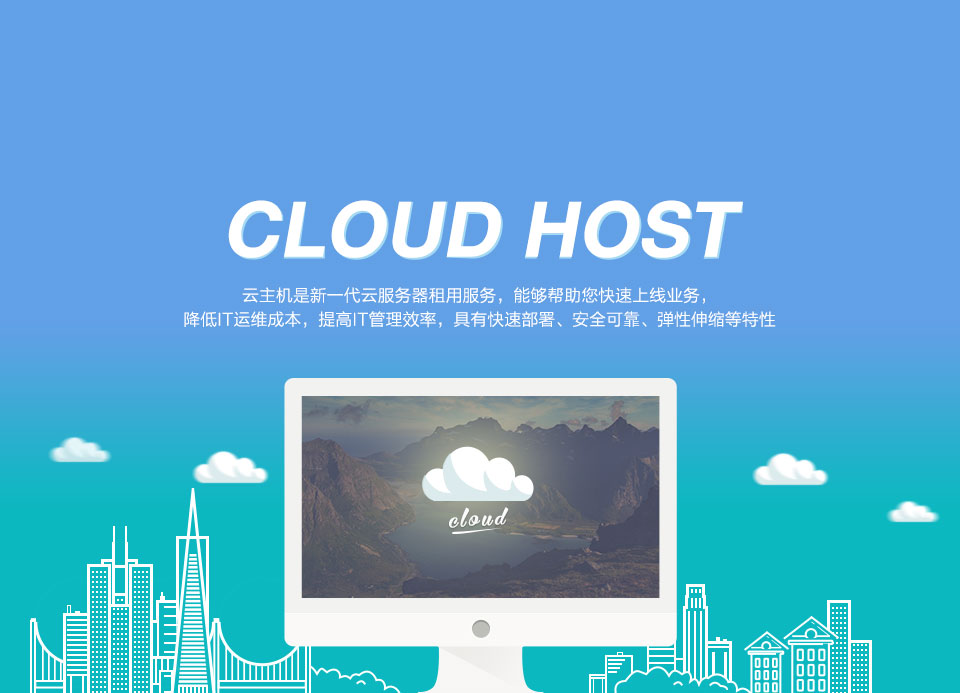 CLOUD HOST
云主机是新一代云服务器租用服务，能够帮助您快速上线业务，
降低IT运维成本，提高IT管理效率，具有快速部署、安全可靠、弹性伸缩等特性
cloud